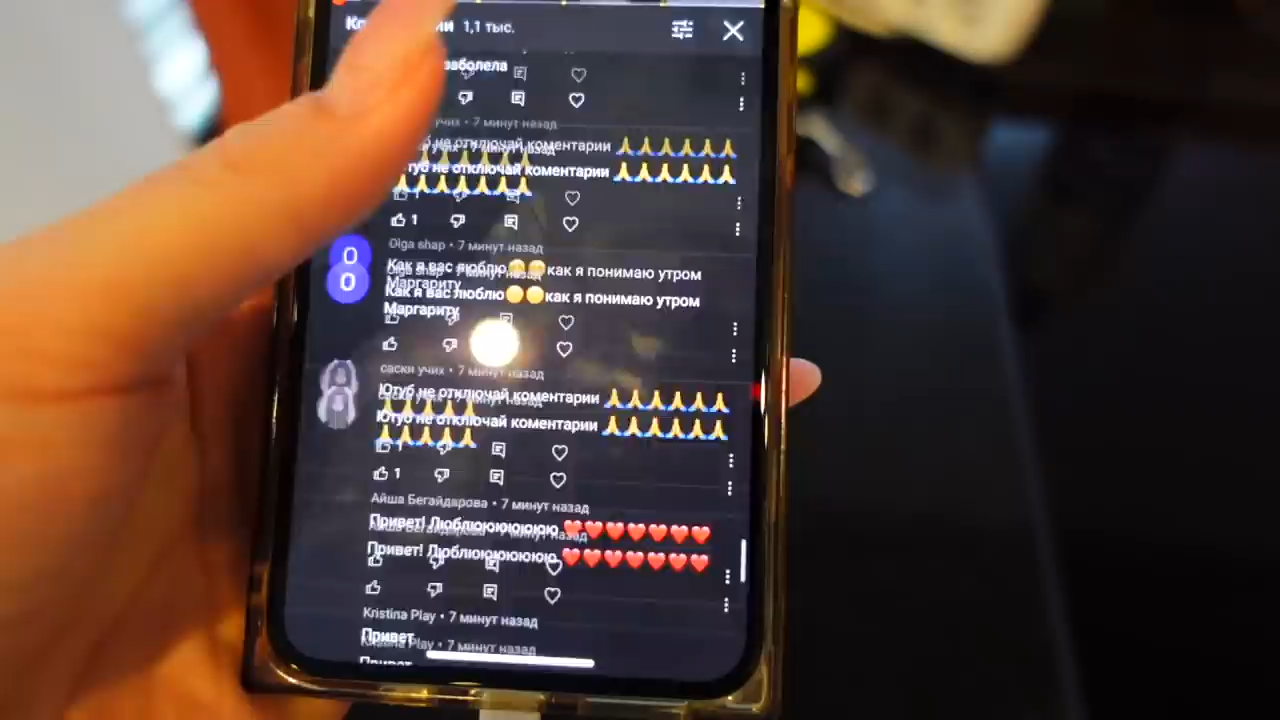 1,1 тыс.
заболела
учих • 7 минут назад
не отключай коментарии 🙏🙏🙏🙏🙏🙏
🙏🙏🙏🙏🙏🙏🙏
1
Olga shap • 7 минут назад
Как я вас люблю как я понимаю утром
Маргариту
саски учих • 7 минут назад
Ютуб не отключай коментарии 🙏🙏🙏🙏🙏🙏
🙏🙏🙏🙏🙏
1
Айша Бегайдарова • 7 минут назад
Привет! Люблюююююююю ❤️❤️❤️❤️❤️❤️❤️
Kristina Play • 7 минут назад
Привет